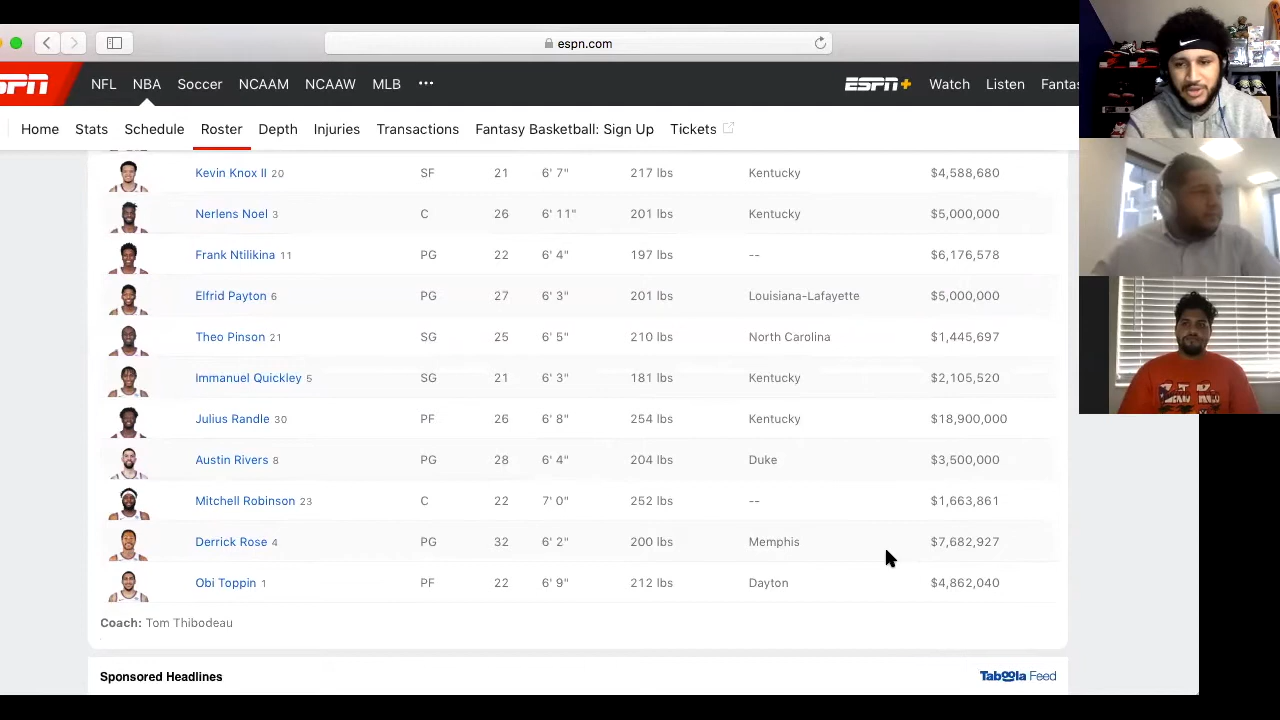 espn.com
NFL NBA Soccer NCAAM NCAAW MLB ••• ESPN+ Watch Listen
Home Stats Schedule Roster Depth Injuries Transactions Fantasy Basketball: Sign Up Tickets
Kevin Knox II 20 SF 21 6' 7" 217 lbs Kentucky $4,588,680
Nerlens Noel 3 C 26 6' 11" 201 lbs Kentucky $5,000,000
Frank Ntilikina 11 PG 22 6' 4" 197 lbs -- $6,176,578
Elfrid Payton 6 PG 27 6' 3" 201 lbs Louisiana-Lafayette $5,000,000
Theo Pinson 21 SG 25 6' 5" 210 lbs North Carolina $1,445,697
Immanuel Quickley 5 SG 21 6' 3" 181 lbs Kentucky $2,105,520
Julius Randle 30 PF 26 6' 8" 254 lbs Kentucky $18,900,000
Austin Rivers 8 PG 28 6' 4" 204 lbs Duke $3,500,000
Mitchell Robinson 23 C 22 7' 0" 252 lbs -- $1,663,861
Derrick Rose 4 PG 32 6' 2" 200 lbs Memphis $7,682,927
Obi Toppin 1 PF 22 6' 9" 212 lbs Dayton $4,862,040
Coach: Tom Thibodeau
Sponsored Headlines Taboola Feed